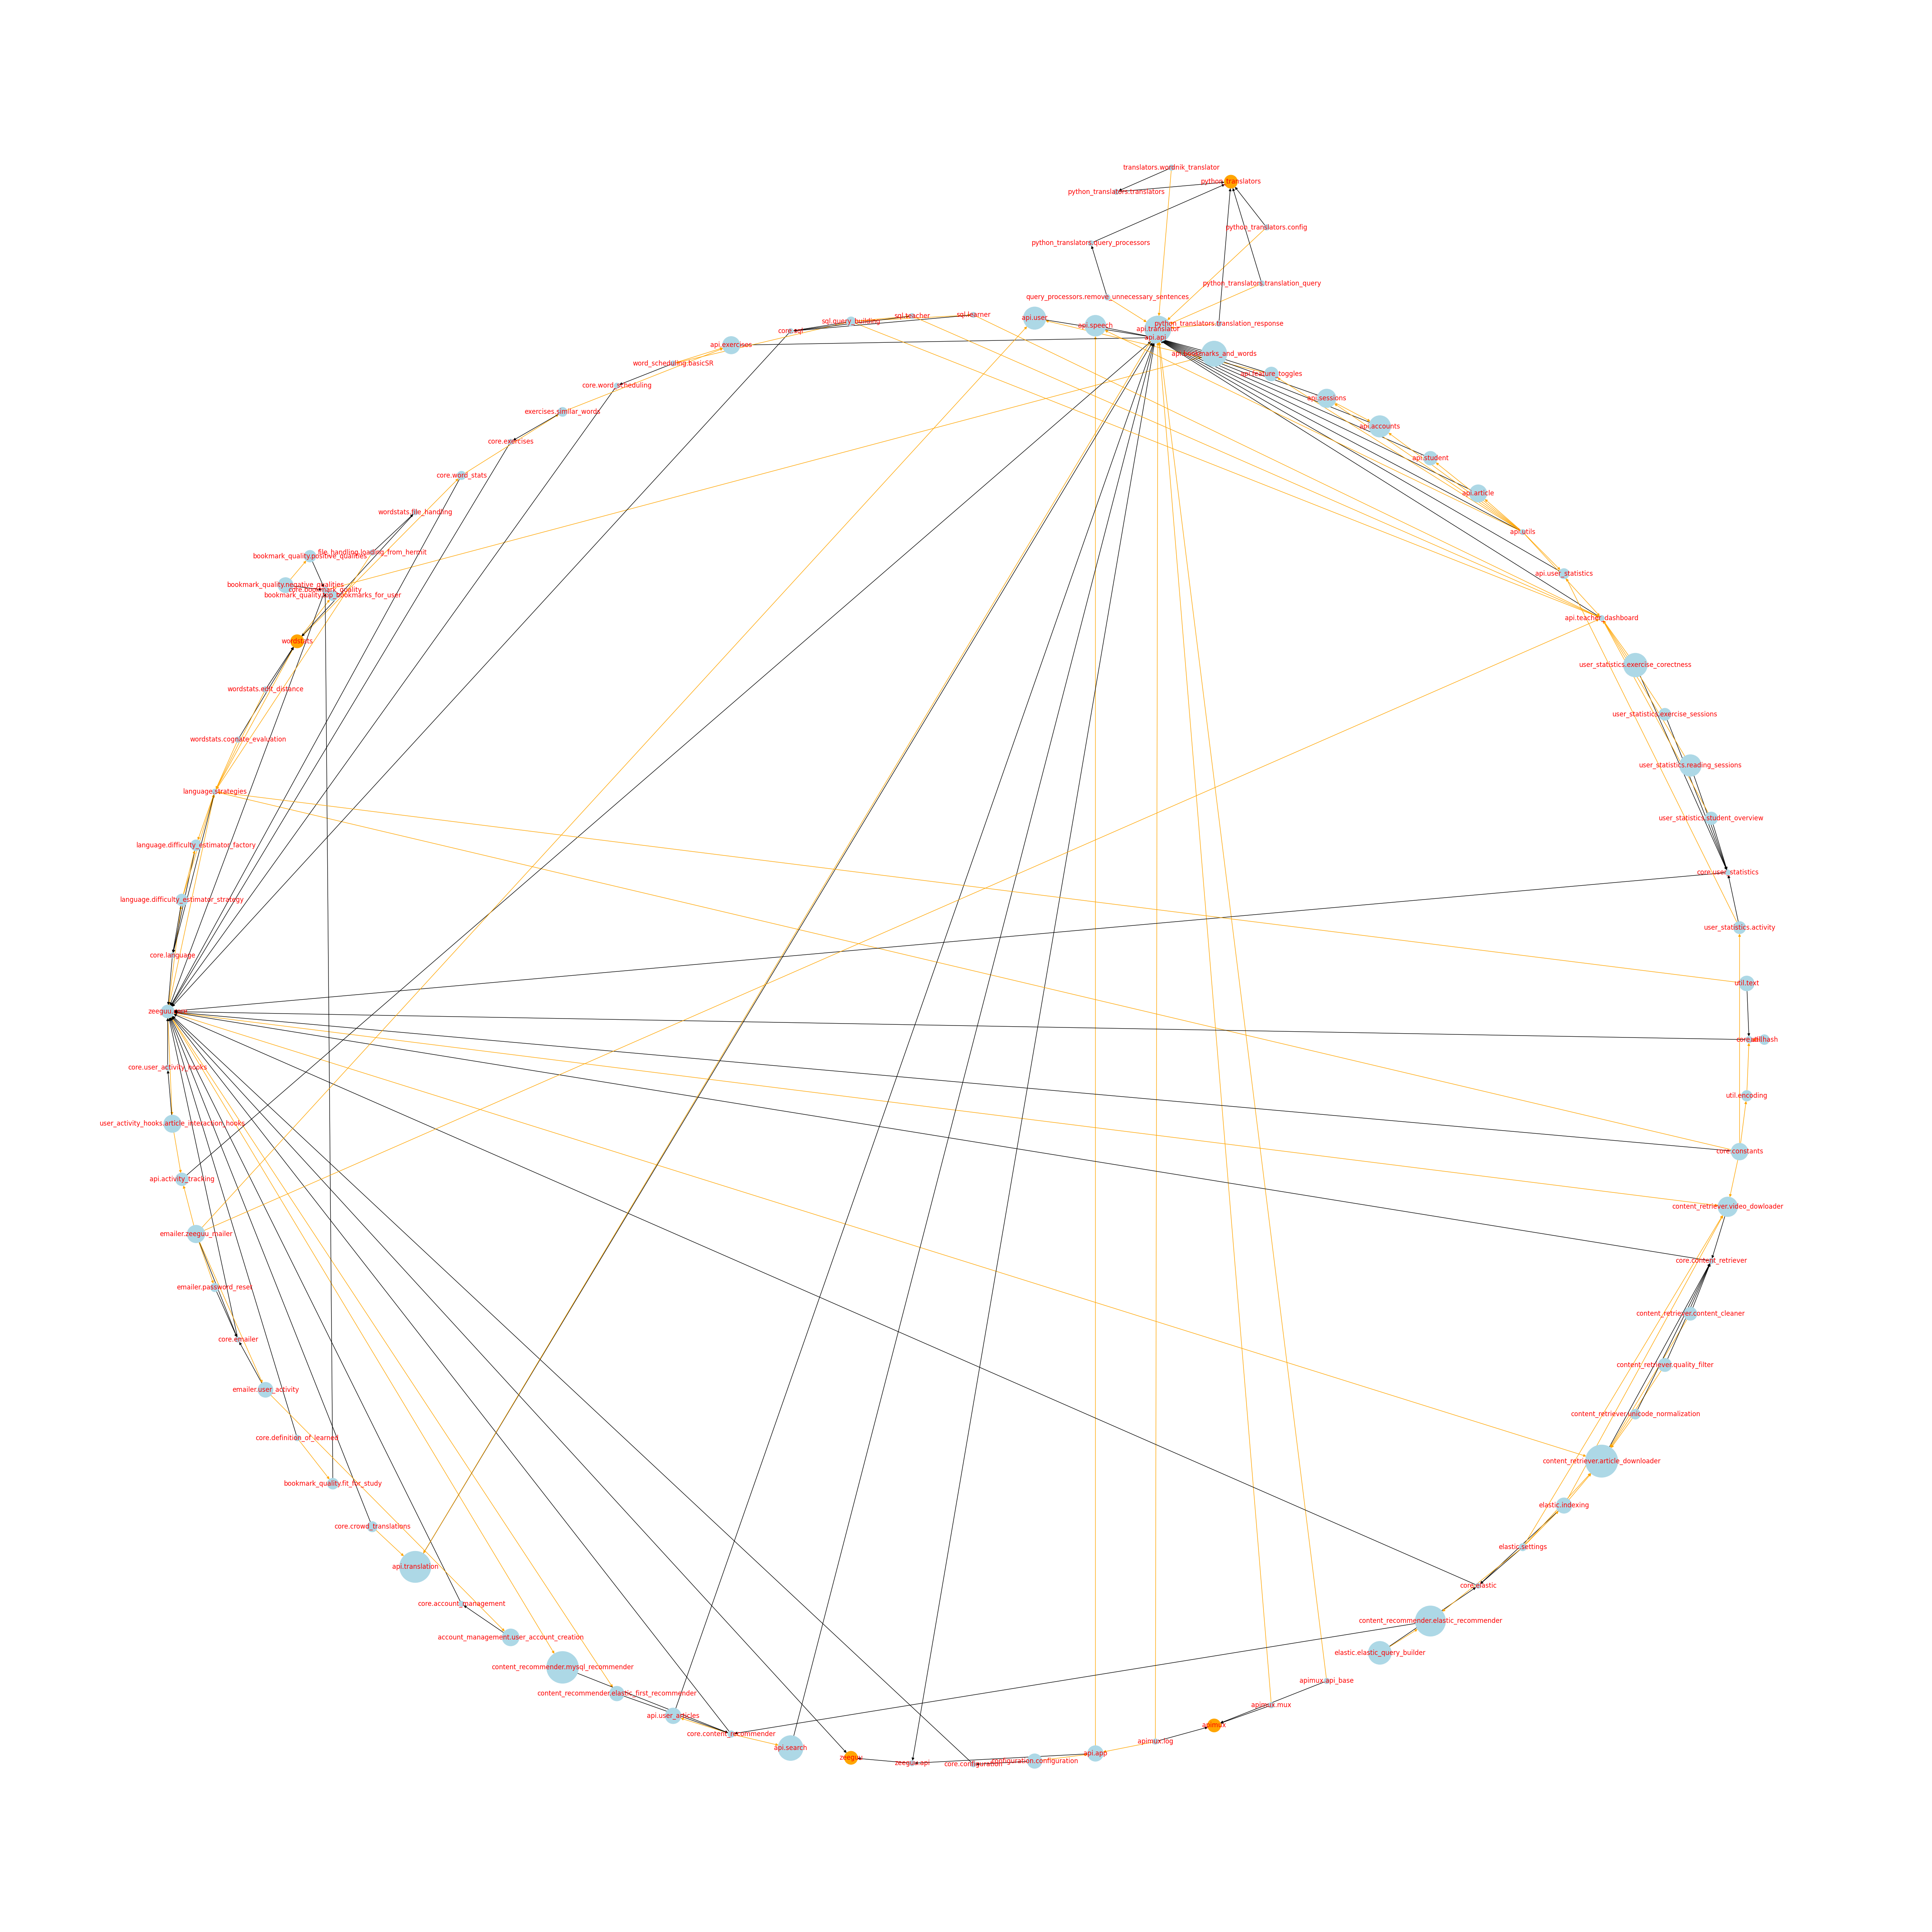 translators.wordnik_translator
python_translators
python_translators.translators
python_translators.config
python_translators.query_processors
python_translators.translation_query
query_processors.remove_unnecessary_sentences
sql.teacher
sql.learner
api.user
sql.query_building
api.speech
python_translators.translation_response
api.translator
core.sql
api.api
api.exercises
api.bookmarks_and_words
word_scheduling.basicSR
api.feature_toggles
core.word_scheduling
api.sessions
exercises.similar_words
api.accounts
core.exercises
api.student
core.word_stats
api.article
wordstats.file_handling
api.utils
file_handling.loading_from_hermit
bookmark_quality.positive_qualities
api.user_statistics
bookmark_quality.negative_qualities
core.bookmark_quality
bookmark_quality.top_bookmarks_for_user
api.teacher_dashboard
wordstats
user_statistics.exercise_corectness
wordstats.edit_distance
user_statistics.exercise_sessions
wordstats.cognate_evaluation
user_statistics.reading_sessions
language.strategies
user_statistics.student_overview
language.difficulty_estimator_factory
core.user_statistics
language.difficulty_estimator_strategy
user_statistics.activity
core.language
util.text
zeeguu.core
core.util
util.hash
core.user_activity_hooks
util.encoding
user_activity_hooks.article_interaction_hooks
core.constants
api.activity_tracking
content_retriever.video_dowloader
emailer.zeeguu_mailer
core.content_retriever
emailer.password_reset
content_retriever.content_cleaner
core.emailer
content_retriever.quality_filter
emailer.user_activity
content_retriever.unicode_normalization
core.definition_of_learned
content_retriever.article_downloader
bookmark_quality.fit_for_study
elastic.indexing
core.crowd_translations
elastic.settings
api.translation
core.elastic
core.account_management
content_recommender.elastic_recommender
account_management.user_account_creation
elastic.elastic_query_builder
content_recommender.mysql_recommender
apimux.api_base
content_recommender.elastic_first_recommender
apimux.mux
api.user_articles
apimux
core.content_recommender
apimux.log
api.search
api.app
zeeguu
zeeguu.api
core.configuration
configuration.configuration